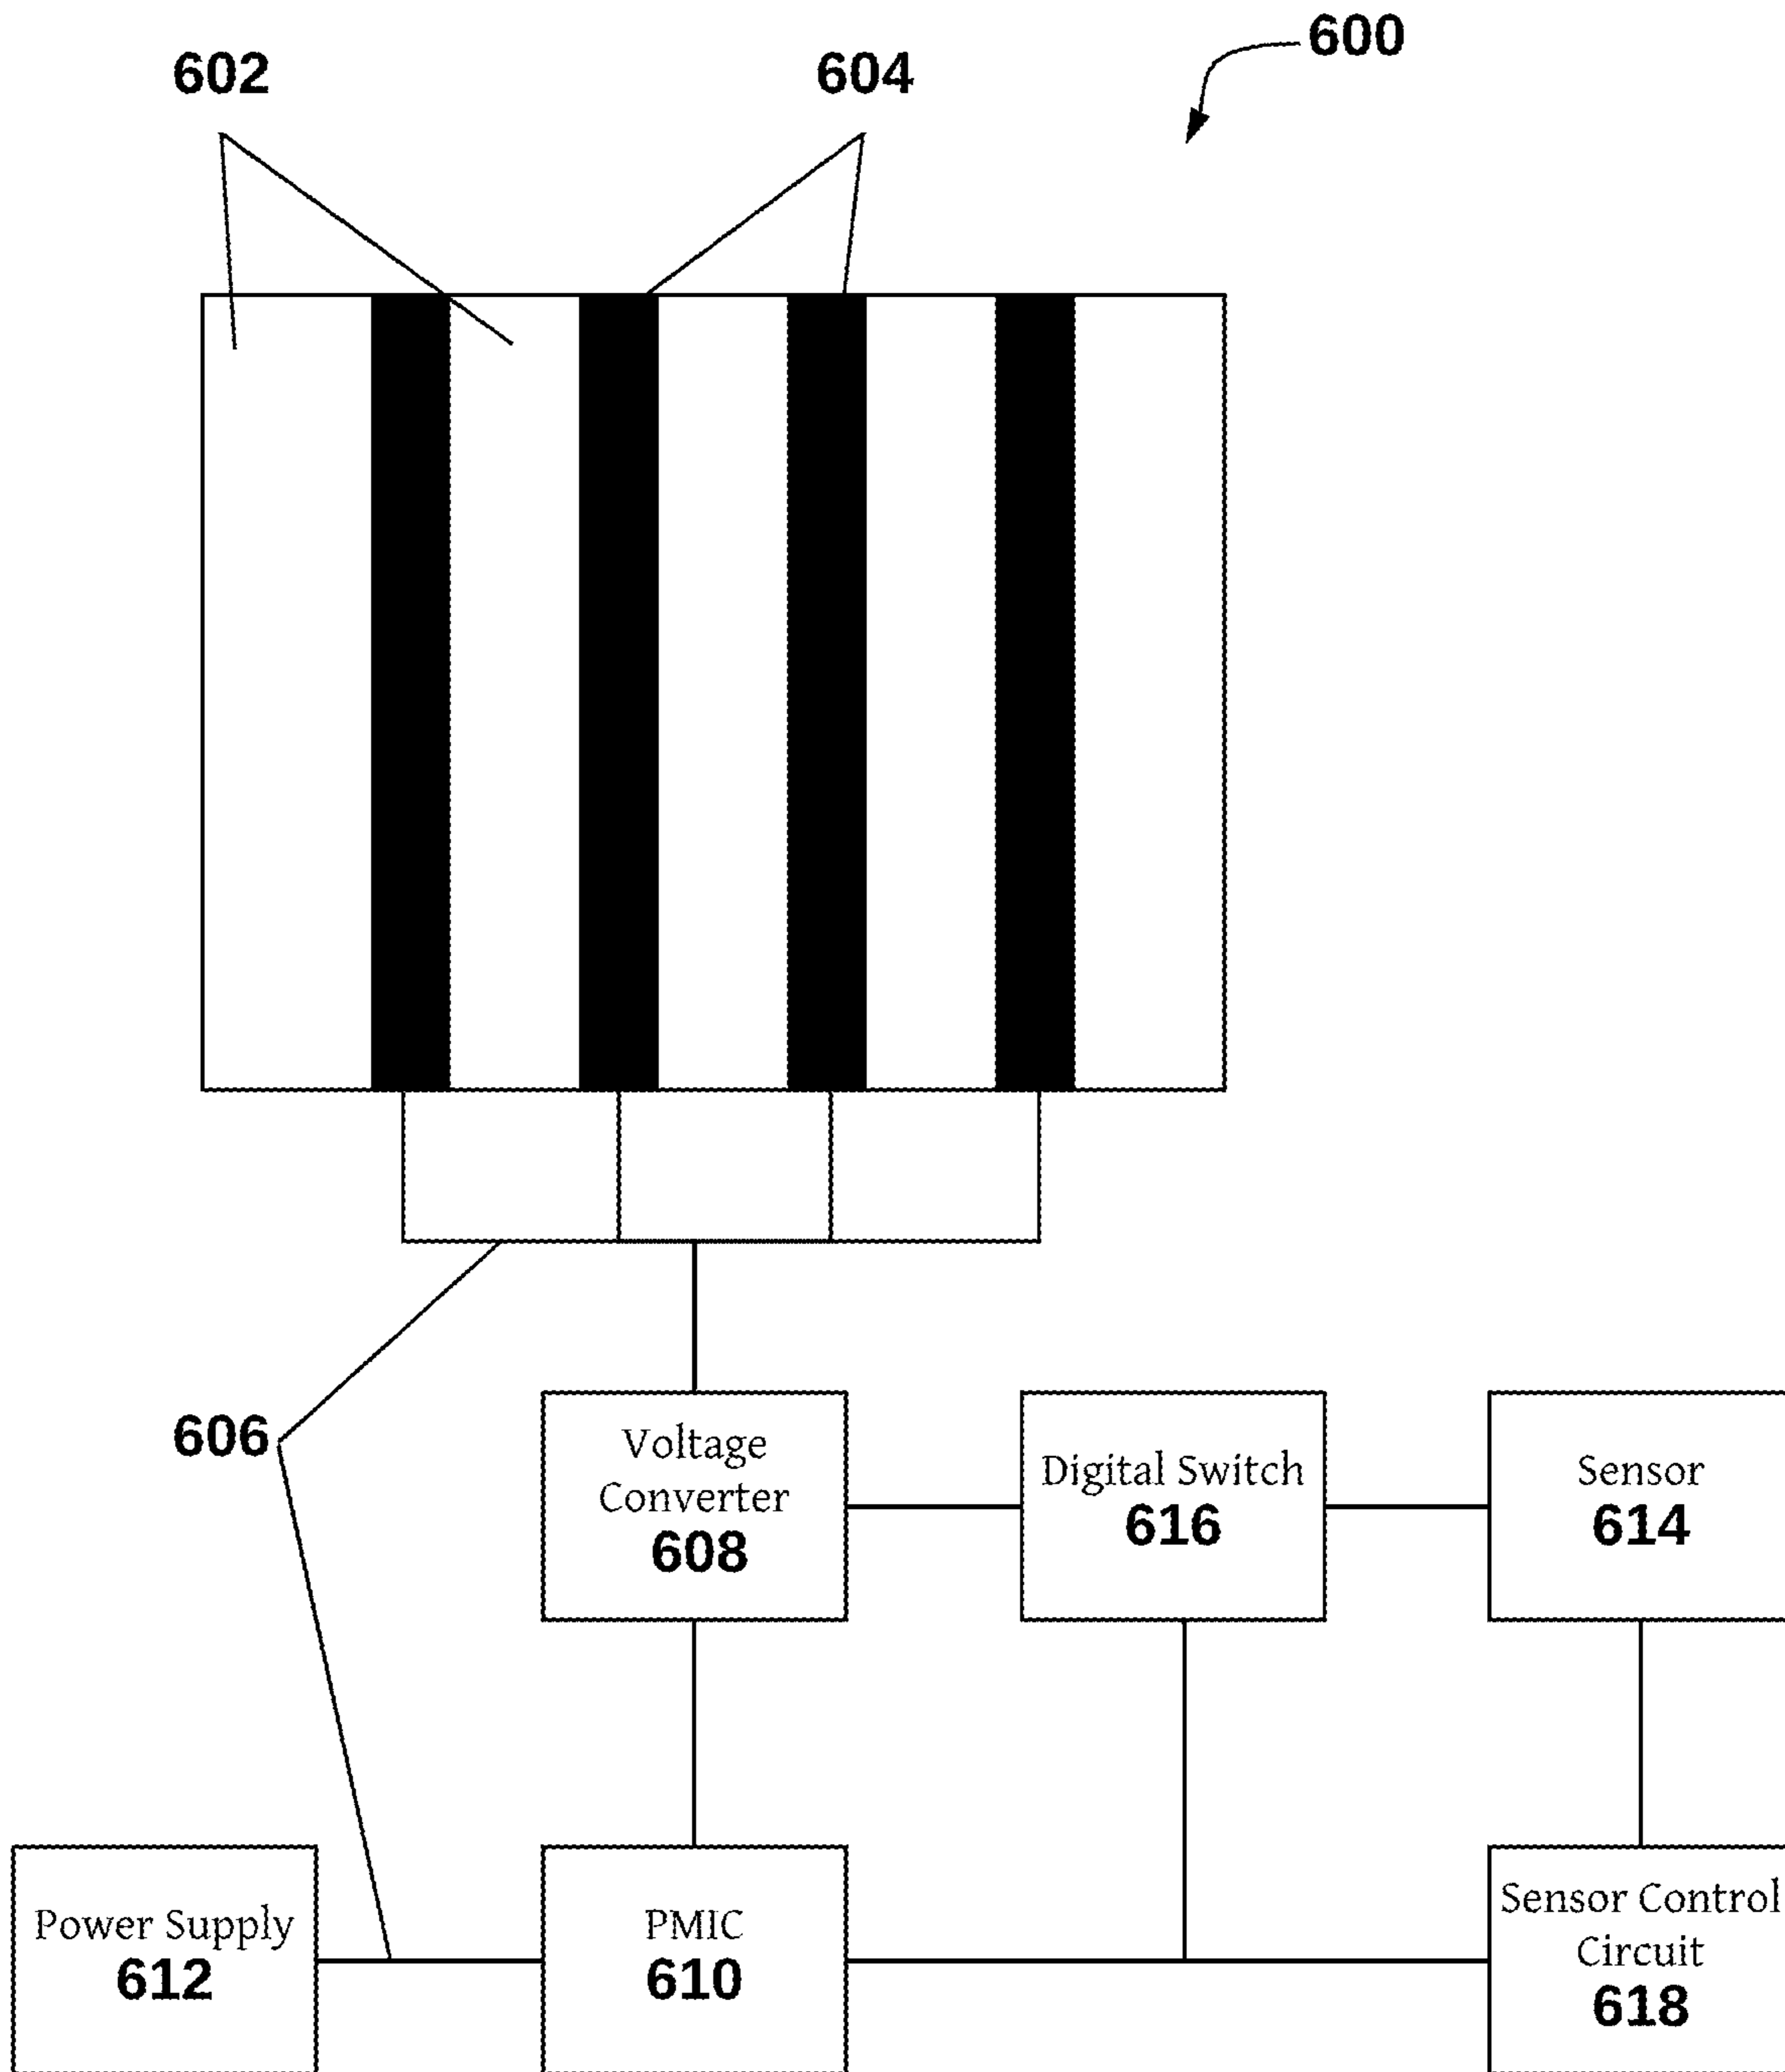 600
602
604
606
Voltage
Converter
608
Digital Switch
616
Sensor
614
Power Supply
612
PMIC
610
Sensor Control
Circuit
618